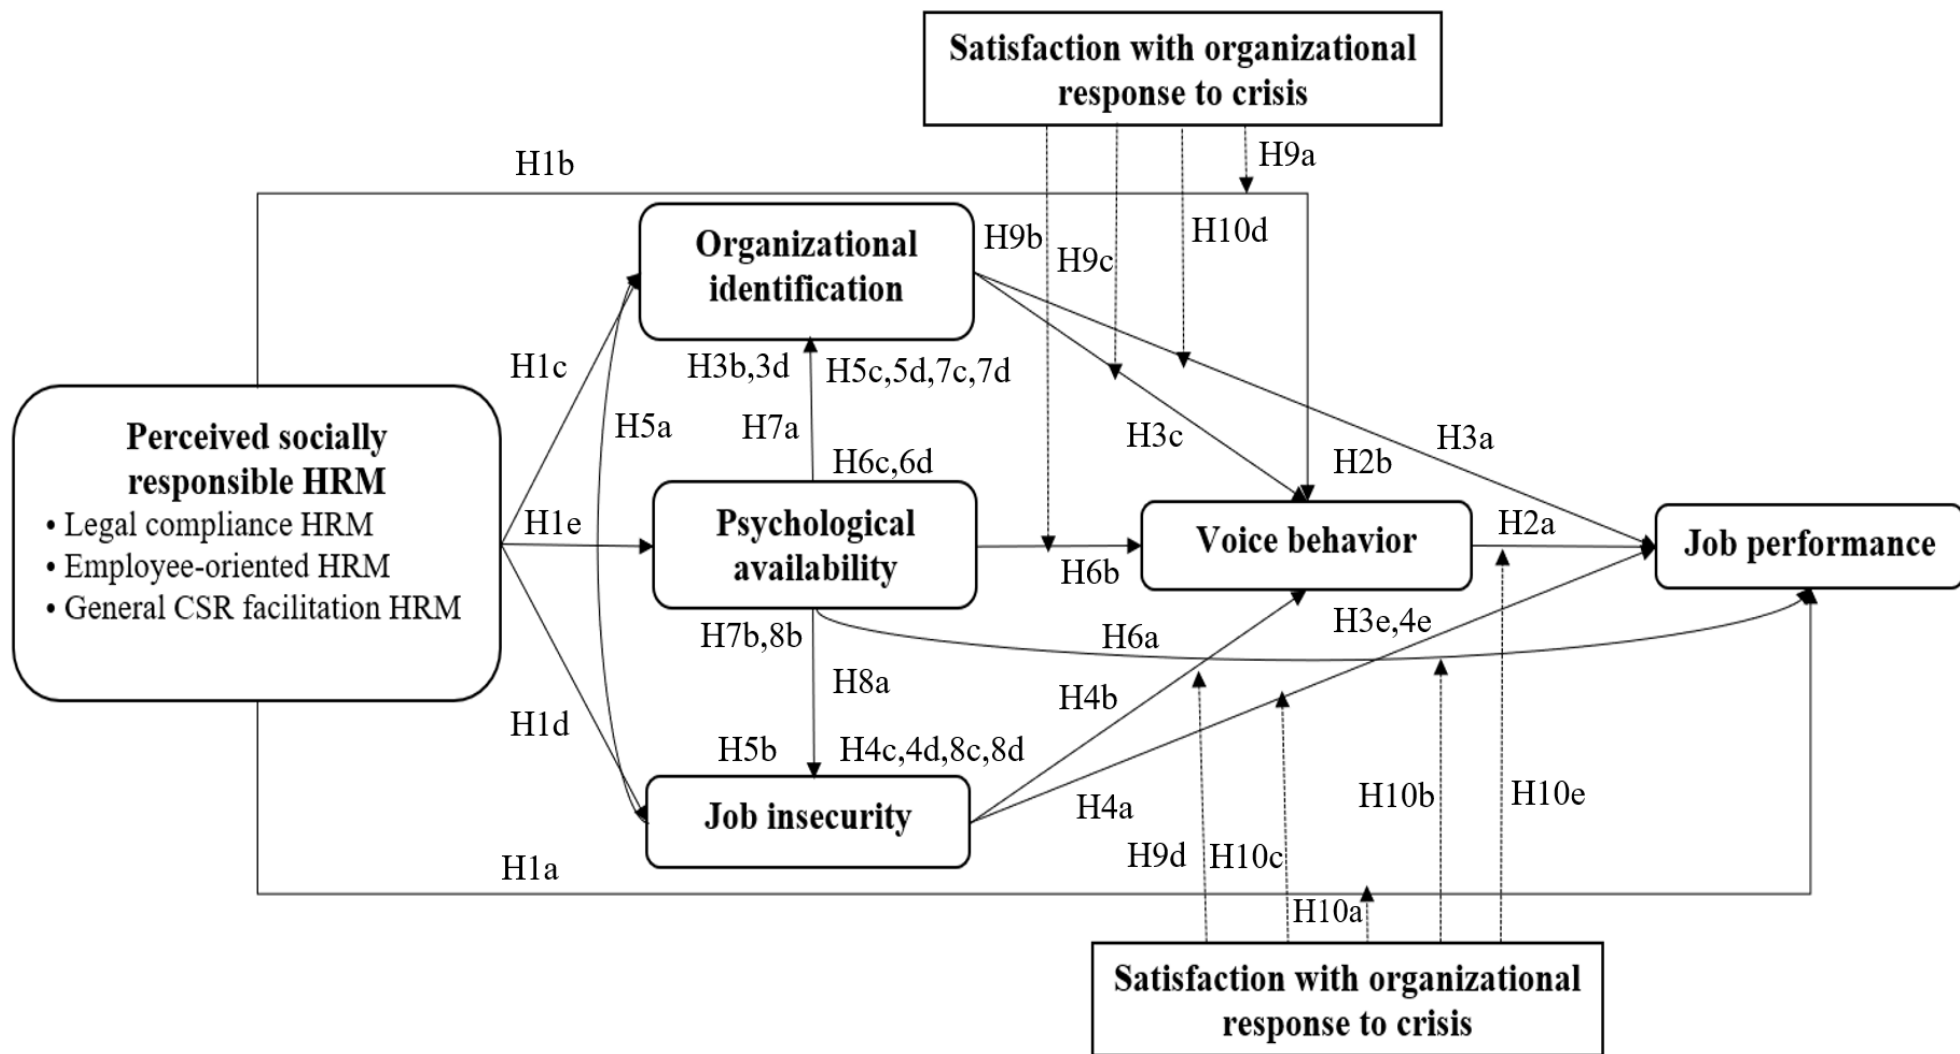 Satisfaction with organizational
response to crisis
H9a
H1b
Organizational
identification
H9b
H9c
H10d
H1c
H3b,3d
H5c,5d,7c,7d
H5a
H7a
H3c
H3a
H6c,6d
H2b
Perceived socially
responsible HRM
• Legal compliance HRM
• Employee-oriented HRM
• General CSR facilitation HRM
H1e
Psychological
availability
H6b
Voice behavior
H2a
Job performance
H7b,8b
H6a
H3e,4e
H8a
H4b
H1d
H5b
H4c,4d,8c,8d
Job insecurity
H4a
H10b
H10e
H9d
H10c
H1a
H10a
Satisfaction with organizational
response to crisis